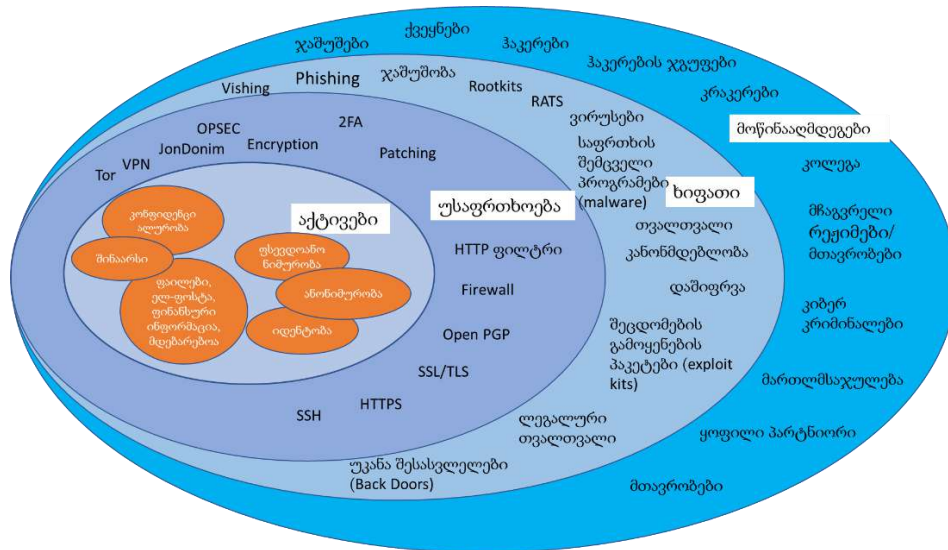 ქვეყნები
ჯაშუშები
ჰაკერები
ჰაკერების ჯგუფები
კრაკერები
მოწინააღმდეგები
კოლეგა
მჩაგვრელი
რეჟიმები/
მთავრობები
კიბერ
კრიმინალები
მართლმსაჯულება
ყოფილი პარტნიორი
მთავრობები
Vishing
Phishing
ჯაშუშობა
Rootkits
RATS
ვირუსები
საფრთხის
შემცველი
პროგრამები
(malware)
ხიფათი
თვალთვალი
კანონმდებლობა
დაშიფრვა
შეცდომების
გამოყენების
პაკეტები (exploit
kits)
ლეგალური
თვალთვალი
უკანა შესასვლელები
(Back Doors)
Tor
VPN
JonDonim
OPSEC
Encryption
2FA
Patching
უსაფრთხოება
HTTP ფილტრი
Firewall
Open PGP
SSL/TLS
HTTPS
SSH
აქტივები
კონფიდენცი
ალურობა
შინაარსი
ფაილები,
ელ-ფოსტა,
ფინანსური
ინფორმაცია,
მდებარებოა
ფსევდოანო
ნიმურობა
ანონიმურობა
იდენტობა